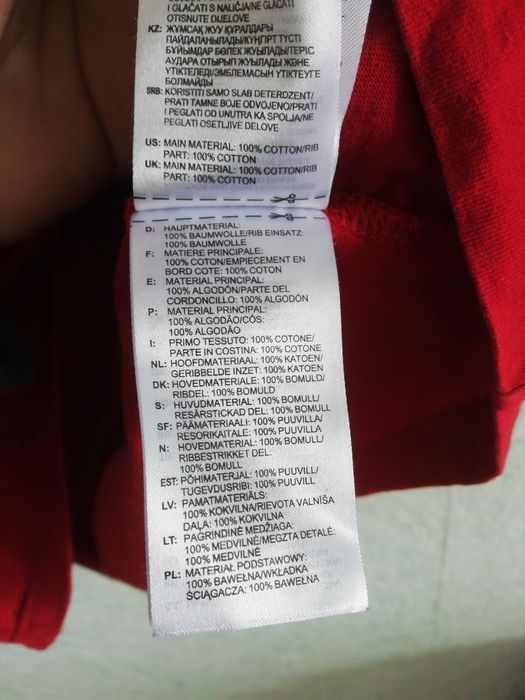 I GLAČATI S NALIČJA/NE GLAČATI
OTISNUTE DIJELOVE
KZ: ЖҰМСАҚ ЖУУ ҚҰРАЛДАРЫ
ПАЙДАЛАНЫЛАДЫ/КҮҢГІРТ ТҮСТІ
БҰЙЫМДАР БӨЛЕК ЖУЫЛАДЫ/ТЕРІС
АУДАРА ОТЫРЫП ЖУЫЛАДЫ ЖӘНЕ
ҮТІКТЕЛЕДІ/ЭМБЛЕМАСЫН ҮТІКТЕУГЕ
БОЛМАЙДЫ
SRB: KORISTITI SAMO SLAB DETERDZENT/
PRATI TAMNE BOJE ODVOJENO/PRATI
I PEGLATI OD UNUTRA KA SPOLJA/NE
PEGLATI OSETLJIVE DELOVE
US: MAIN MATERIAL: 100% COTTON/RIB
PART: 100% COTTON
UK: MAIN MATERIAL: 100% COTTON/RIB
PART: 100% COTTON
D: HAUPTMATERIAL:
100% BAUMWOLLE/RIB EINSATZ:
100% BAUMWOLLE
F: MATIERE PRINCIPALE:
100% COTON/EMPIECEMENT EN
BORD COTE: 100% COTON
E: MATERIAL PRINCIPAL:
100% ALGODÓN/PARTE DEL
CORDONCILLO: 100% ALGODÓN
P: MATERIAL PRINCIPAL:
100% ALGODÃO/CÓS:
100% ALGODÃO
I: PRIMO TESSUTO: 100% COTONE/
PARTE IN COSTINA: 100% COTONE
NL: HOOFDMATERIAAL: 100% KATOEN/
GERIBBELDE INZET: 100% KATOEN
DK: HOVEDMATERIALE: 100% BOMULD/
RIBDEL: 100% BOMULD
S: HUVUDMATERIAL: 100% BOMULL/
RESÅRSTICKAD DEL: 100% BOMULL
SF: PÄÄMATERIAALI: 100% PUUVILLA/
RESORIKAITALE: 100% PUUVILLA
N: HOVEDMATERIAL: 100% BOMULL/
RIBBESTRIKKET DEL:
100% BOMULL
EST: PÕHIMATERJAL: 100% PUUVILL/
TUGEVDUSRIBI: 100% PUUVILL
LV: PAMATMATERIĀLS:
100% KOKVILNA/RIEVOTA VALNĪŠA
DAĻA: 100% KOKVILNA
LT: PAGRINDINĖ MEDŽIAGA:
100% MEDVILNĖ/MEGZTA DETALĖ:
100% MEDVILNĖ
PL: MATERIAŁ PODSTAWOWY:
100% BAWEŁNA/WKŁADKA
ŚCIĄGACZA: 100% BAWEŁNA